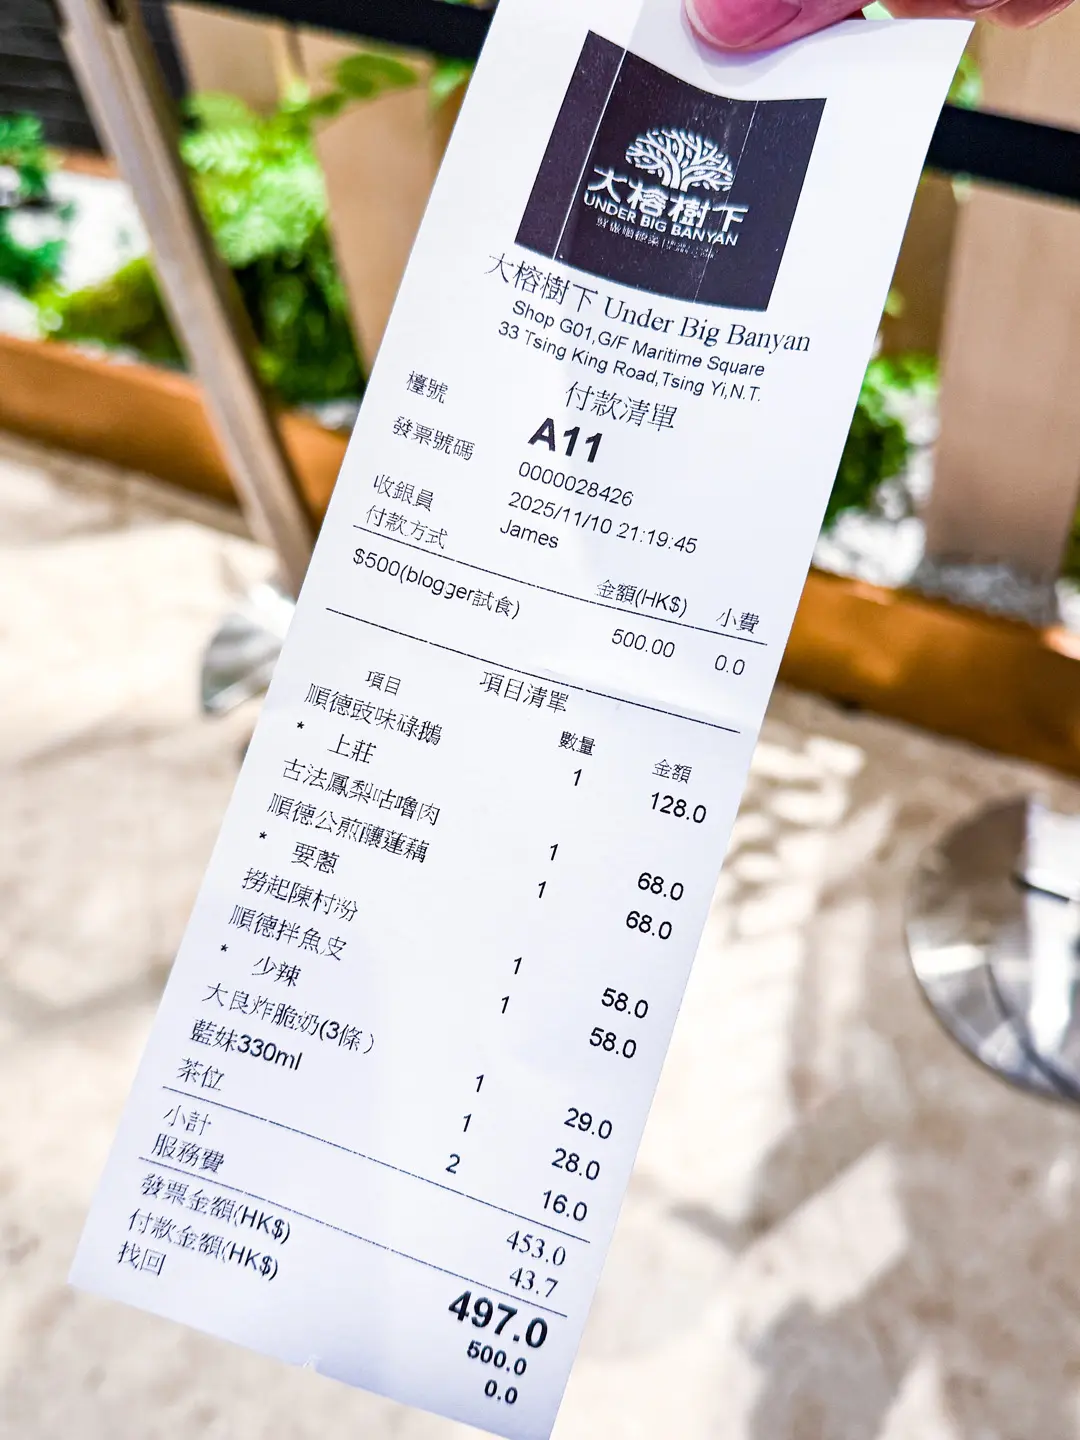 大榕樹下
UNDER BIG BANYAN
大榕樹下 Under Big Banyan
Shop G01,G/F Maritime Square
33 Tsing King Road,Tsing Yi,N.T.
付款清單
檯號 A11
發票號碼 0000028426
2025/11/10 21:19:45
收銀員 James
付款方式 金額(HK$) 小費
$500(blogger試食) 500.00 0.0
項目清單
項目 數量 金額
順德豉味碌鵝 1 128.0
* 上莊
古法鳳梨咕嚕肉 1 68.0
順德公煎釀蓮藕 1 68.0
* 要蔥
撈起陳村汾 1 58.0
順德拌魚皮 1 58.0
* 少辣
大良炸脆奶(3條) 1 29.0
藍妹330ml 1 28.0
茶位 2 16.0
小計 453.0
服務費 43.7
發票金額(HK$) 497.0
付款金額(HK$) 500.0
找回 0.0